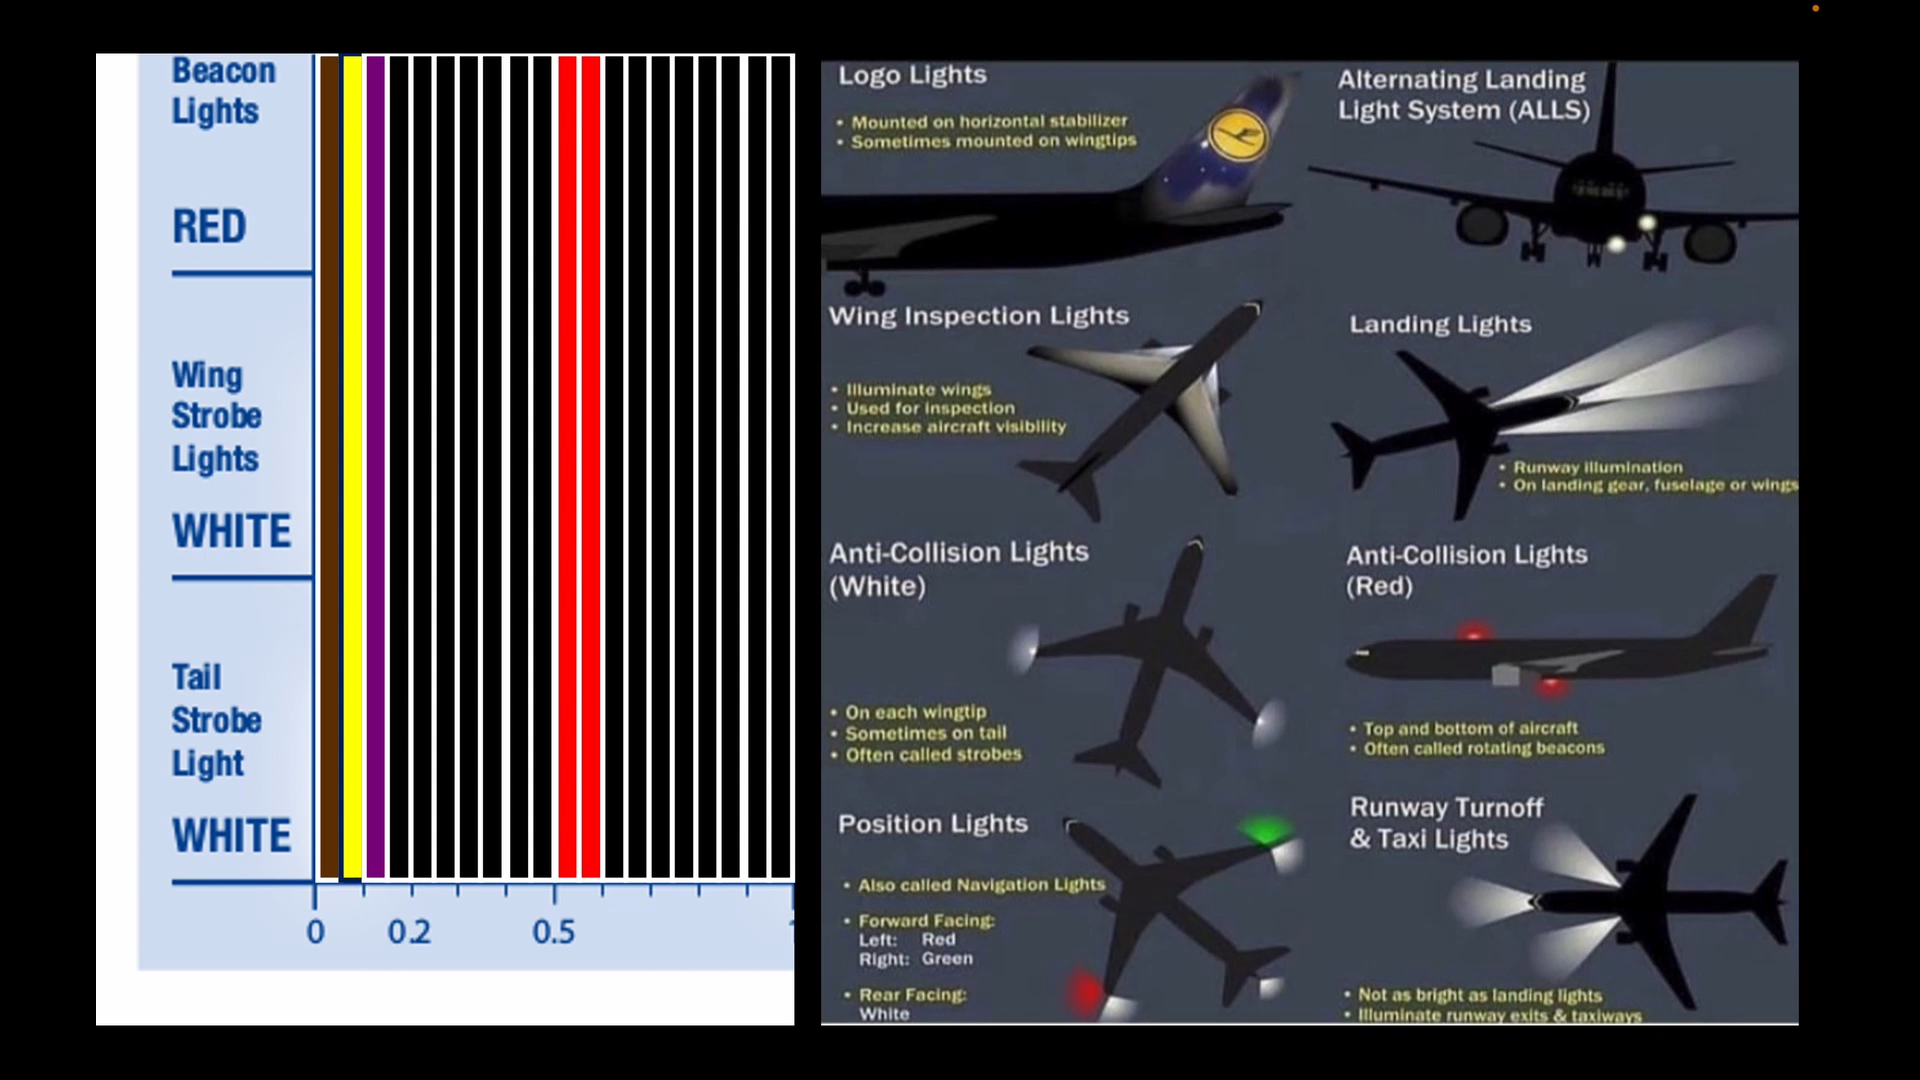 Beacon
Lights
RED
Wing
Strobe
Lights
WHITE
Tail
Strobe
Light
WHITE
0
0.2
0.5
Logo Lights
• Mounted on horizontal stabilizer
• Sometimes mounted on wingtips
Alternating Landing
Light System (ALLS)
Wing Inspection Lights
• Illuminate wings
• Used for inspection
• Increase aircraft visibility
Landing Lights
• Runway illumination
• On landing gear, fuselage or wings
Anti-Collision Lights
(White)
• On each wingtip
• Sometimes on tail
• Often called strobes
Anti-Collision Lights
(Red)
• Top and bottom of aircraft
• Often called rotating beacons
Position Lights
• Also called Navigation Lights
• Forward Facing:
Left: Red
Right: Green
• Rear Facing:
White
Runway Turnoff
& Taxi Lights
• Not as bright as landing lights
• Illuminate runway exits & taxiways